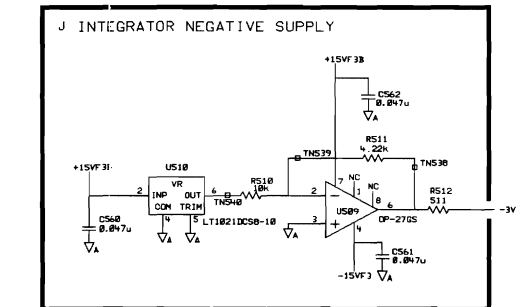 J INTEGRATOR NEGATIVE SUPPLY
+15VF3B
C562
0.047u
A
R511
4.22k
TN539
TN538
+15VF3I
U510
VR
INP OUT
COM TRIM
2
6
4
5
TN540
R510
10k
LT1021DCS8-10
C560
0.047u
A
A
A
NC
NC
7
1
8
2
3
6
4
U509
OP-27GS
A
R512
511
-3V
C561
0.047u
A
-15VF3